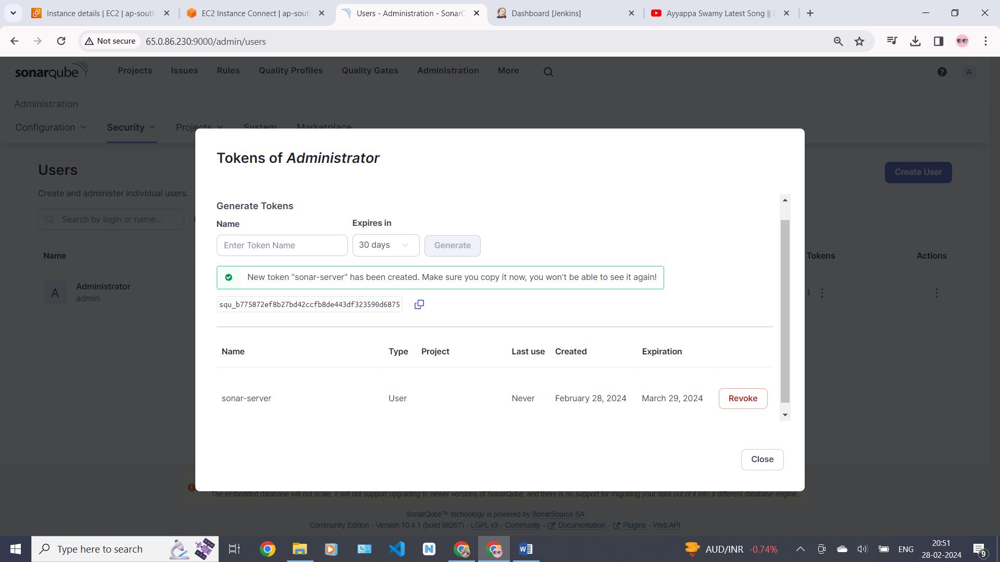 Instance details | EC2 | ap-south
EC2 Instance Connect | ap-south
Users - Administration - SonarQ
Dashboard [Jenkins]
Ayyappa Swamy Latest Song ||
Not secure
65.0.86.230:9000/admin/users
sonarqube
Projects
Issues
Rules
Quality Profiles
Quality Gates
Administration
More
A
Administration
Configuration
Security
Projects
System
Marketplace
Tokens of Administrator
Users
Create User
Create and administer individual users.
Search by login or name...
Generate Tokens
Name
Expires in
Enter Token Name
30 days
Generate
Name
Tokens
Actions
New token "sonar-server" has been created. Make sure you copy it now, you won't be able to see it again!
A
Administrator
admin
1
squ_b775872ef8b27bd42ccfb8de443df323590d6875
Name
Type
Project
Last use
Created
Expiration
sonar-server
User
Never
February 28, 2024
March 29, 2024
Revoke
Close
The embedded database will not scale, it will not support upgrading to newer versions of SonarQube, and there is no support for migrating your data out of it into a different database engine.
SonarQube™ technology is powered by SonarSource SA
Community Edition - Version 10.4.1 (build 88267) - LGPL v3 - Community - Documentation - Plugins - Web API
Type here to search
AUD/INR -0.74%
ENG
20:51
28-02-2024
9